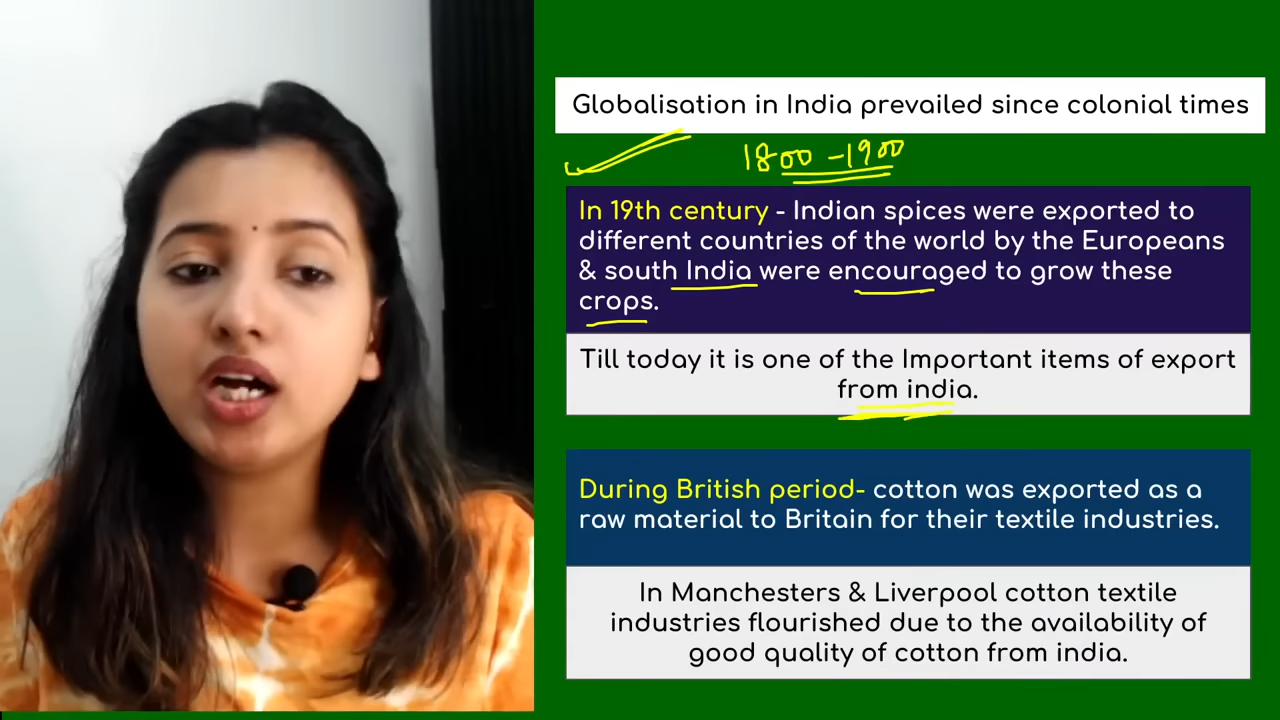 Globalisation in India prevailed since colonial times
1800 - 1900
In 19th century - Indian spices were exported to
different countries of the world by the Europeans
& south India were encouraged to grow these
crops.
Till today it is one of the Important items of export
from india.
During British period- cotton was exported as a
raw material to Britain for their textile industries.
In Manchesters & Liverpool cotton textile
industries flourished due to the availability of
good quality of cotton from india.